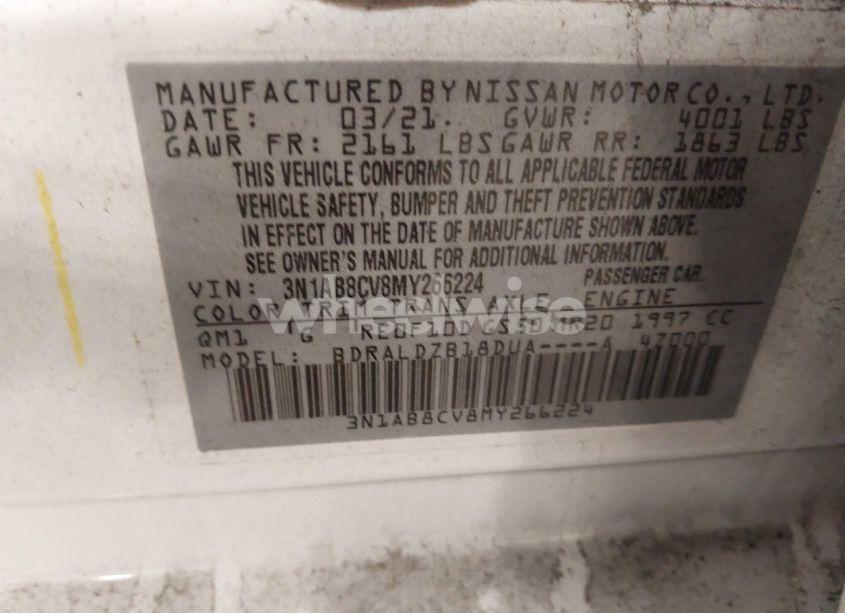 MANUFACTURED BY NISSAN MOTOR CO., LTD.
DATE: 03/21. GVWR: 4001 LBS
GAWR FR: 2161 LBS GAWR RR: 1863 LBS
THIS VEHICLE CONFORMS TO ALL APPLICABLE FEDERAL MOTOR
VEHICLE SAFETY, BUMPER AND THEFT PREVENTION STANDARDS
IN EFFECT ON THE DATE OF MANUFACTURE SHOWN ABOVE.
SEE OWNER'S MANUAL FOR ADDITIONAL INFORMATION.
VIN: 3N1AB8CV8MY266224 PASSENGER CAR.
wheelwise
COLOR TRIM TRANS AXLE ENGINE
QM1 MR20 1997 CC
MODEL: BDRALDZB18DUA----A 47000
3N1AB8CV8MY266224